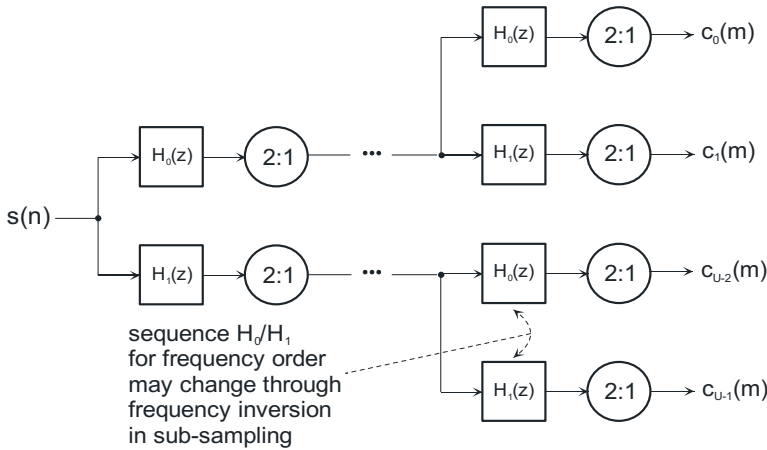 H₀(z) 2:1 c₀(m)
H₀(z) 2:1 ••• H₁(z) 2:1 c₁(m)
s(n)
H₁(z) 2:1 ••• H₀(z) 2:1 c_U-2(m)
sequence H₀/H₁
for frequency order
may change through
frequency inversion
in sub-sampling
H₁(z) 2:1 c_U-1(m)